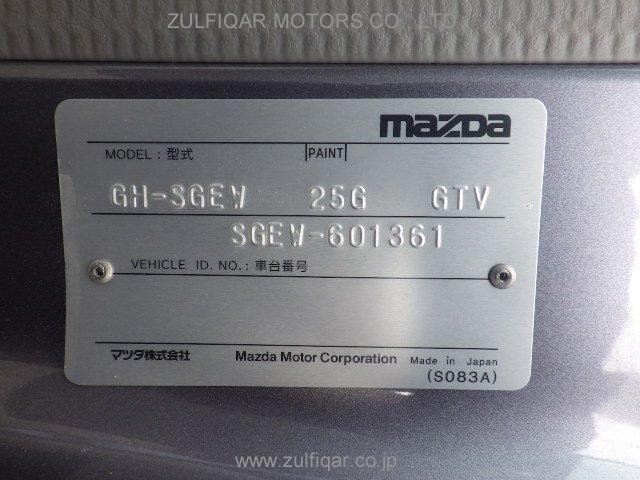 ZULFIQAR MOTORS CO. LTD.
mazda
MODEL : 型式 PAINT
GH-SGEW 25G GTV
SGEW-601361
VEHICLE ID. NO. : 車台番号
マツダ株式会社 Mazda Motor Corporation Made in Japan
(S083A)
www.zulfiqar.co.jp